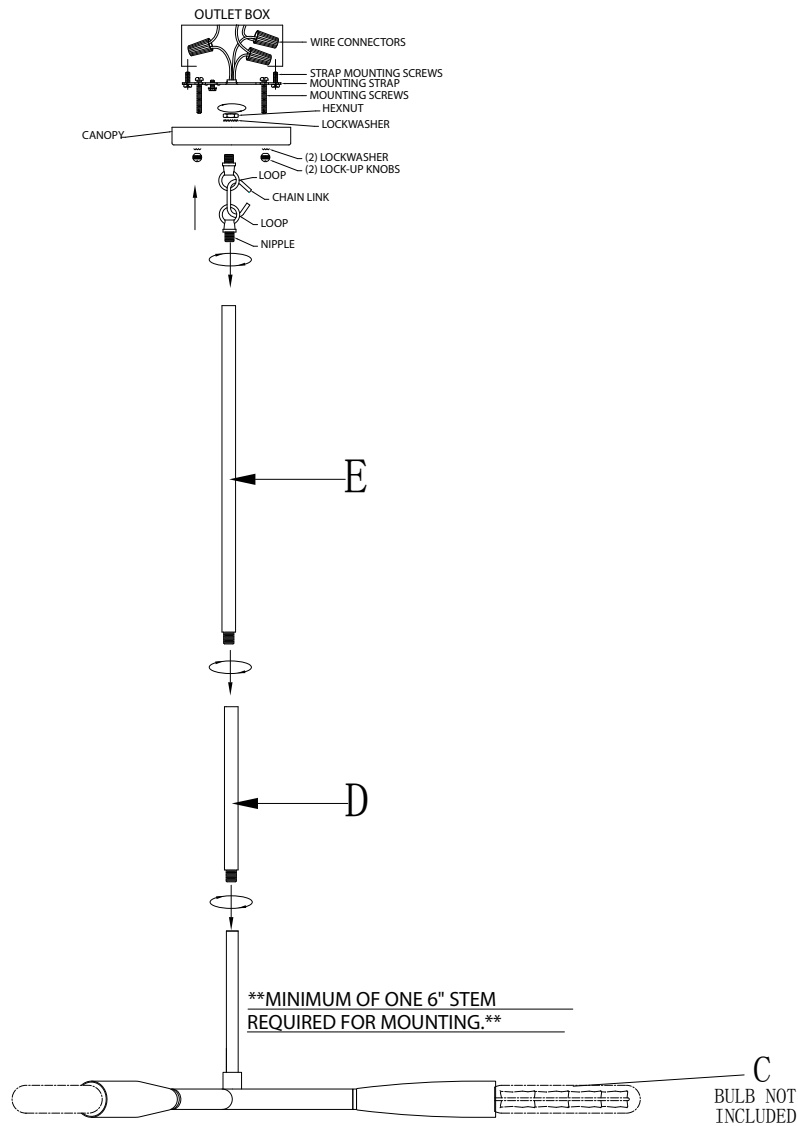 OUTLET BOX
WIRE CONNECTORS
STRAP MOUNTING SCREWS
MOUNTING STRAP
MOUNTING SCREWS
HEXNUT
LOCKWASHER
CANOPY
(2) LOCKWASHER
(2) LOCK-UP KNOBS
LOOP
CHAIN LINK
LOOP
NIPPLE
E
D
**MINIMUM OF ONE 6" STEM
REQUIRED FOR MOUNTING.**
C
BULB NOT
INCLUDED